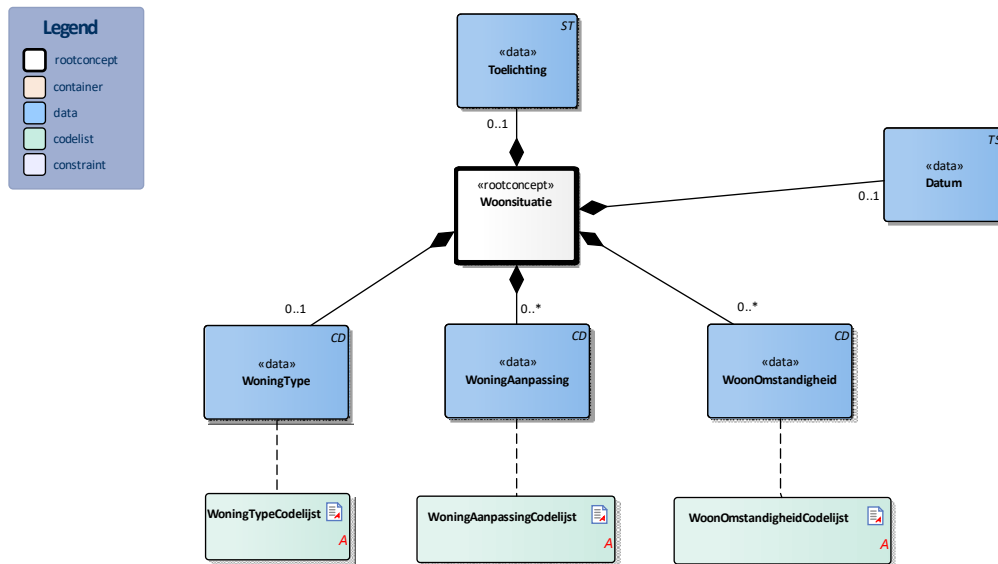 Legend
rootconcept
container
data
codelist
constraint
ST
«data»
Toelichting
0..1
TS
«data»
Datum
0..1
«rootconcept»
Woonsituatie
0..1
0..*
0..*
CD
«data»
WoningType
CD
«data»
WoningAanpassing
CD
«data»
WoonOmstandigheid
WoningTypeCodelijst
A
WoningAanpassingCodelijst
A
WoonOmstandigheidCodelijst
A